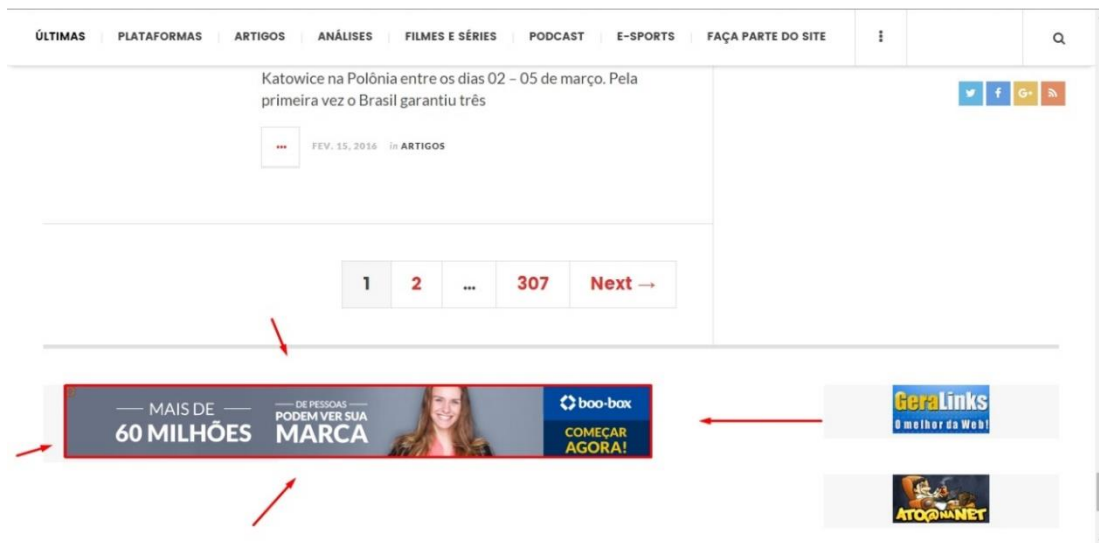 ÚLTIMAS PLATAFORMAS ARTIGOS ANÁLISES FILMES E SÉRIES PODCAST E-SPORTS FAÇA PARTE DO SITE
Katowice na Polônia entre os dias 02 – 05 de março. Pela
primeira vez o Brasil garantiu três
FEV. 15, 2016 in ARTIGOS
1 2 ... 307 Next →
MAIS DE
60 MILHÕES
DE PESSOAS
PODEM VER SUA
MARCA
boo-box
COMEÇAR
AGORA!
GeraLinks
O melhor da Web!
ATO@NANET